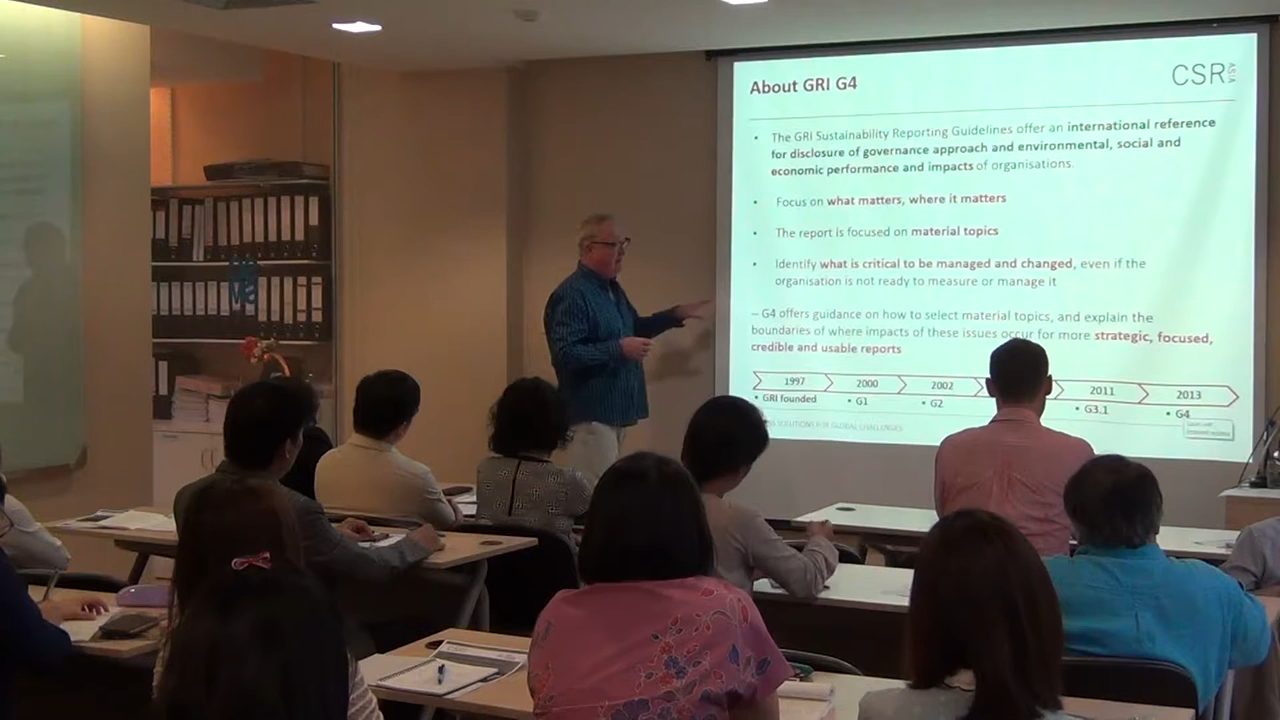 About GRI G4
CSR
ASIA
• The GRI Sustainability Reporting Guidelines offer an international reference
for disclosure of governance approach and environmental, social and
economic performance and impacts of organisations.
• Focus on what matters, where it matters
• The report is focused on material topics
• Identify what is critical to be managed and changed, even if the
organisation is not ready to measure or manage it
– G4 offers guidance on how to select material topics, and explain the
boundaries of where impacts of these issues occur for more strategic, focused,
credible and usable reports
1997 2000 2002 2011 2013
• GRI founded • G1 • G2 • G3.1 • G4
SOLUTIONS FOR GLOBAL CHALLENGES